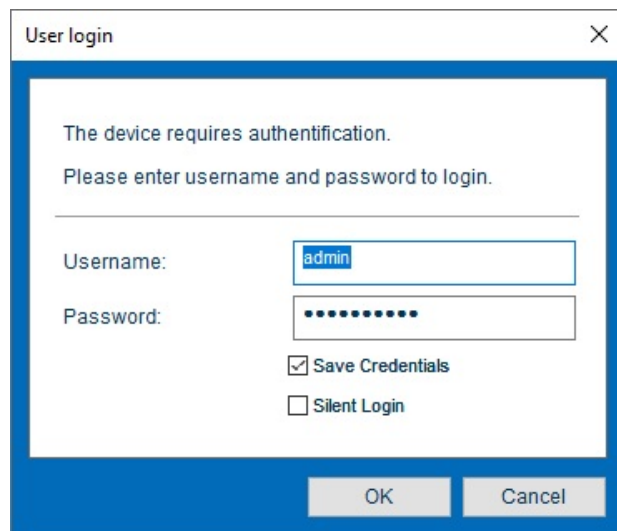 User login
The device requires authentification.
Please enter username and password to login.
Username:
admin
Password:
••••••••••
Save Credentials
Silent Login
OK
Cancel